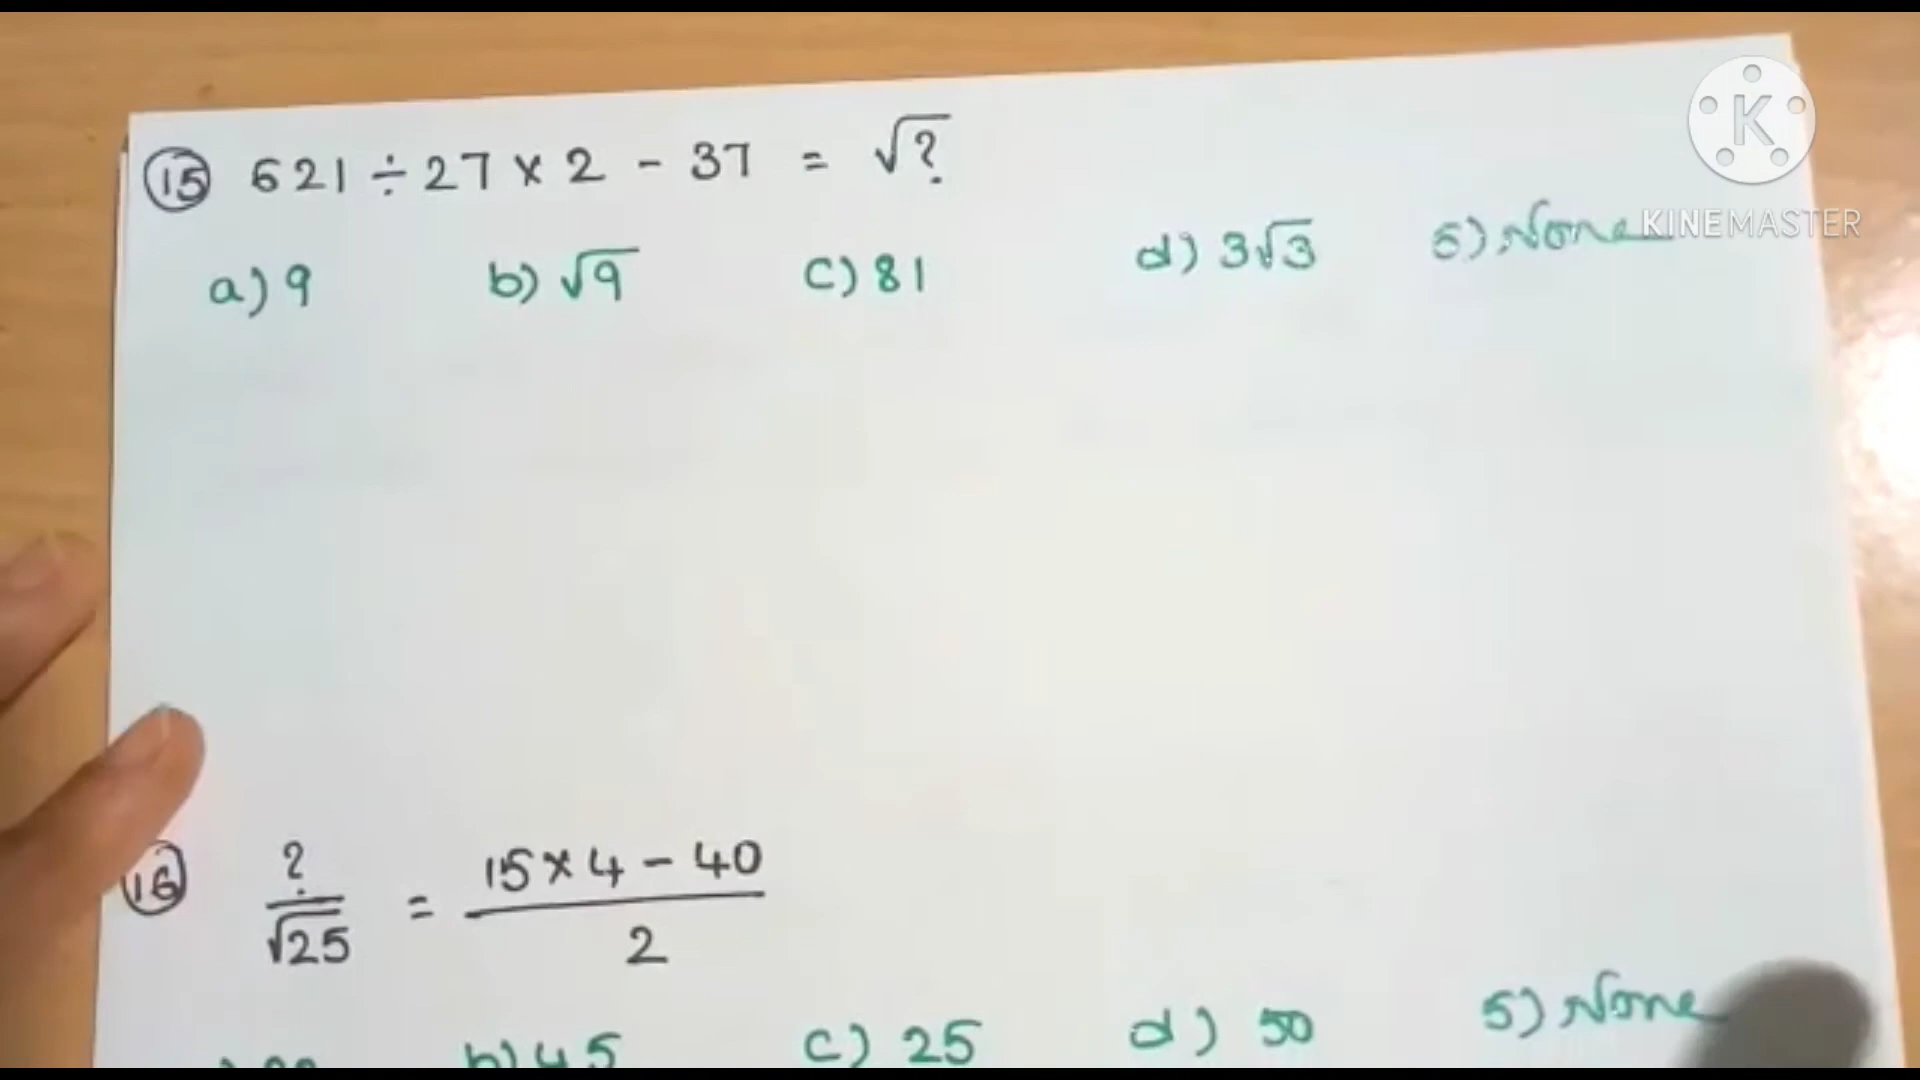 K
KINEMASTER
15 621 ÷ 27 × 2 - 37 = √?
a) 9 b) √9 c) 81 d) 3√3 5) None
16 ?/√25 = (15 × 4 - 40)/2
b) 45 c) 25 d) 50 5) None